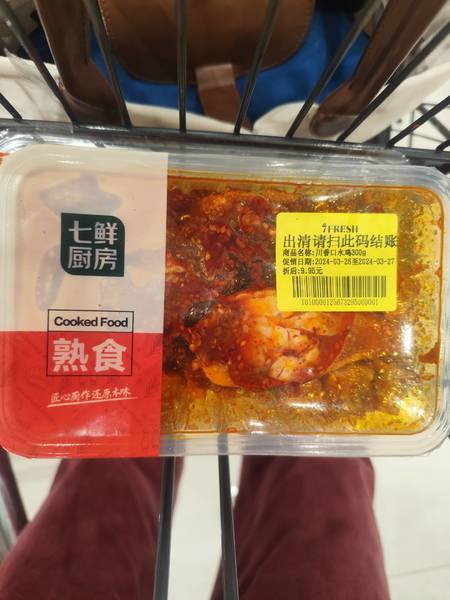 七鲜
厨房
Cooked Food
熟食
匠心厨作还原本味
7FRESH
出清请扫此码结账
商品名称:川香口水鸡300g
促销日期:2024-03-26至2024-03-27
折后:9.95元